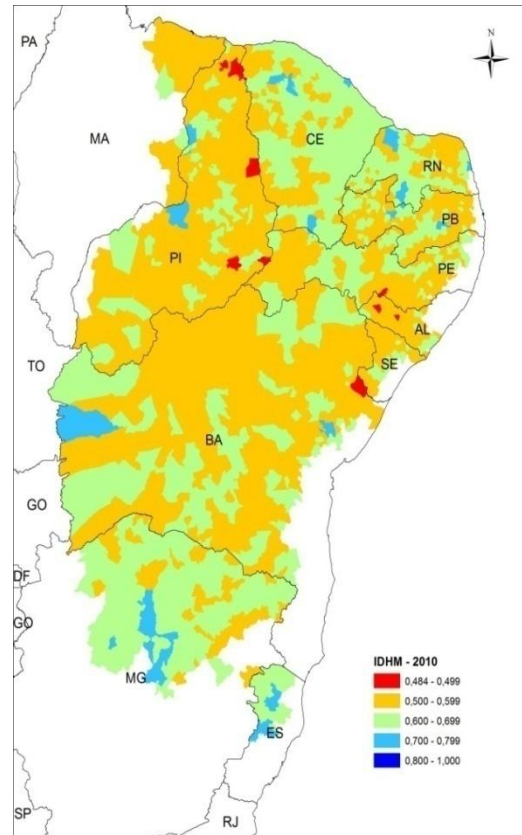 PA
N
MA
CE
RN
PB
PI
PE
AL
TO
SE
BA
GO
DF
GO
IDHM - 2010
0,484 - 0,499
0,500 - 0,599
0,600 - 0,699
0,700 - 0,799
0,800 - 1,000
MG
ES
SP
RJ